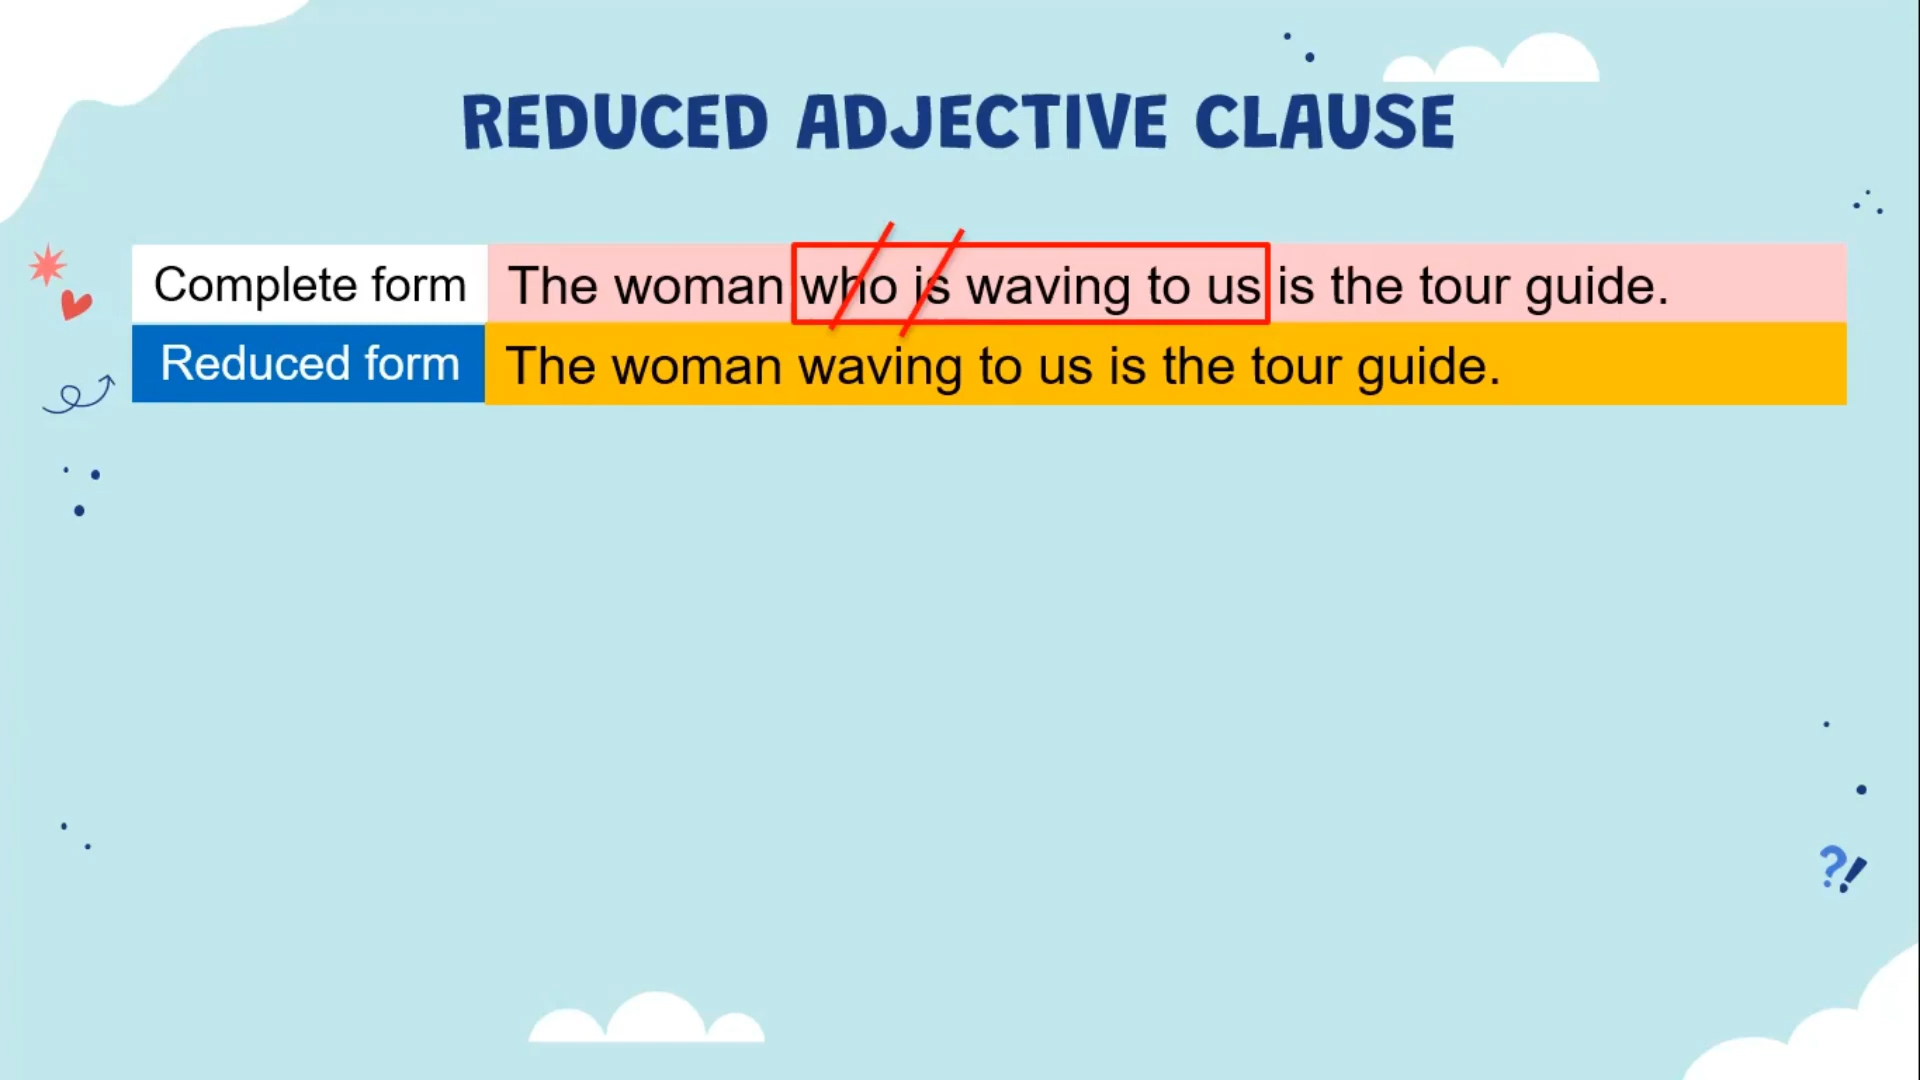 REDUCED ADJECTIVE CLAUSE
Complete form The woman who is waving to us is the tour guide.
Reduced form The woman waving to us is the tour guide.
?!